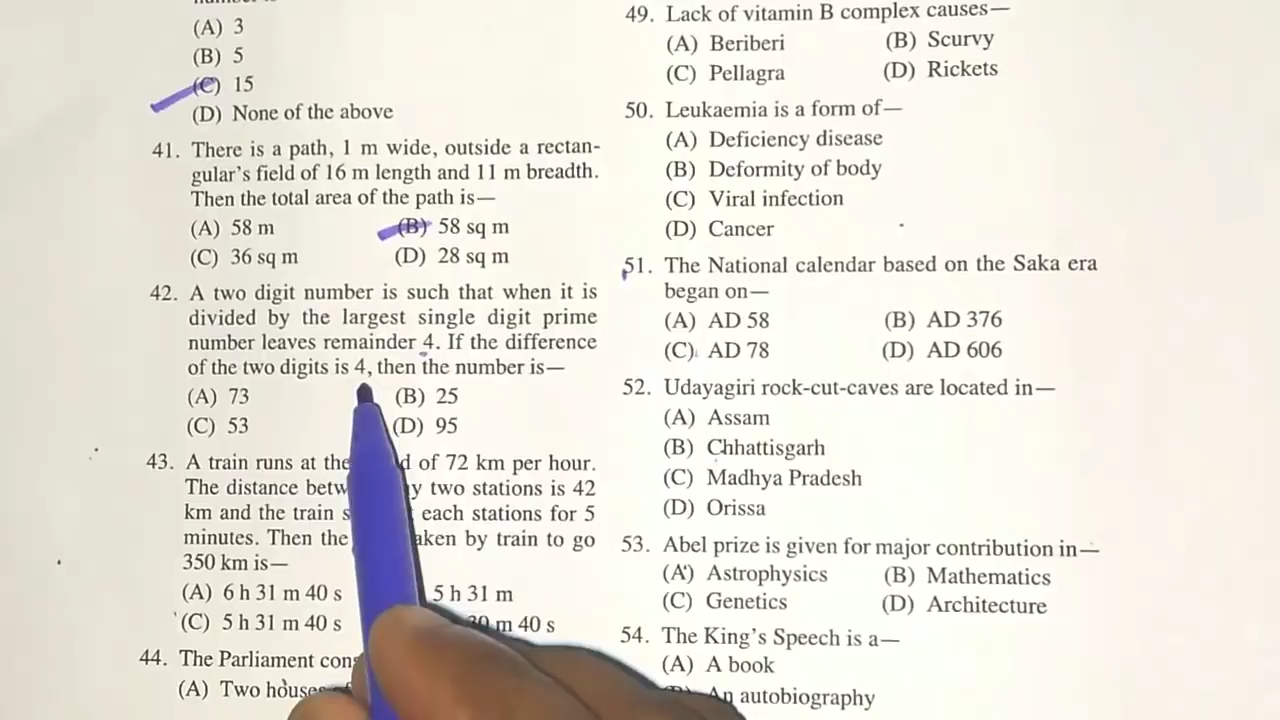 (A) 3
(B) 5
(C) 15
(D) None of the above
41. There is a path, 1 m wide, outside a rectan-
gular's field of 16 m length and 11 m breadth.
Then the total area of the path is—
(A) 58 m (B) 58 sq m
(C) 36 sq m (D) 28 sq m
42. A two digit number is such that when it is
divided by the largest single digit prime
number leaves remainder 4. If the difference
of the two digits is 4, then the number is—
(A) 73 (B) 25
(C) 53 (D) 95
43. A train runs at the of 72 km per hour.
The distance two stations is 42
km and the train each stations for 5
minutes. Then the by train to go
350 km is—
(A) 6 h 31 m 40 s 5 h 31 m
(C) 5 h 31 m 40 s m 40 s
44. The Parliament
(A) Two houses
49. Lack of vitamin B complex causes—
(A) Beriberi (B) Scurvy
(C) Pellagra (D) Rickets
50. Leukaemia is a form of—
(A) Deficiency disease
(B) Deformity of body
(C) Viral infection
(D) Cancer
51. The National calendar based on the Saka era
began on—
(A) AD 58 (B) AD 376
(C) AD 78 (D) AD 606
52. Udayagiri rock-cut-caves are located in—
(A) Assam
(B) Chhattisgarh
(C) Madhya Pradesh
(D) Orissa
53. Abel prize is given for major contribution in—
(A) Astrophysics (B) Mathematics
(C) Genetics (D) Architecture
54. The King's Speech is a—
(A) A book
An autobiography